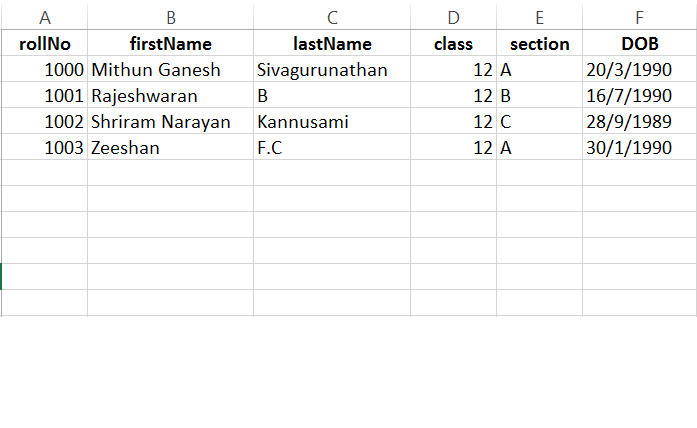 A B C D E F
rollNo firstName lastName class section DOB
1000 Mithun Ganesh Sivagurunathan 12 A 20/3/1990
1001 Rajeshwaran B 12 B 16/7/1990
1002 Shriram Narayan Kannusami 12 C 28/9/1989
1003 Zeeshan F.C 12 A 30/1/1990